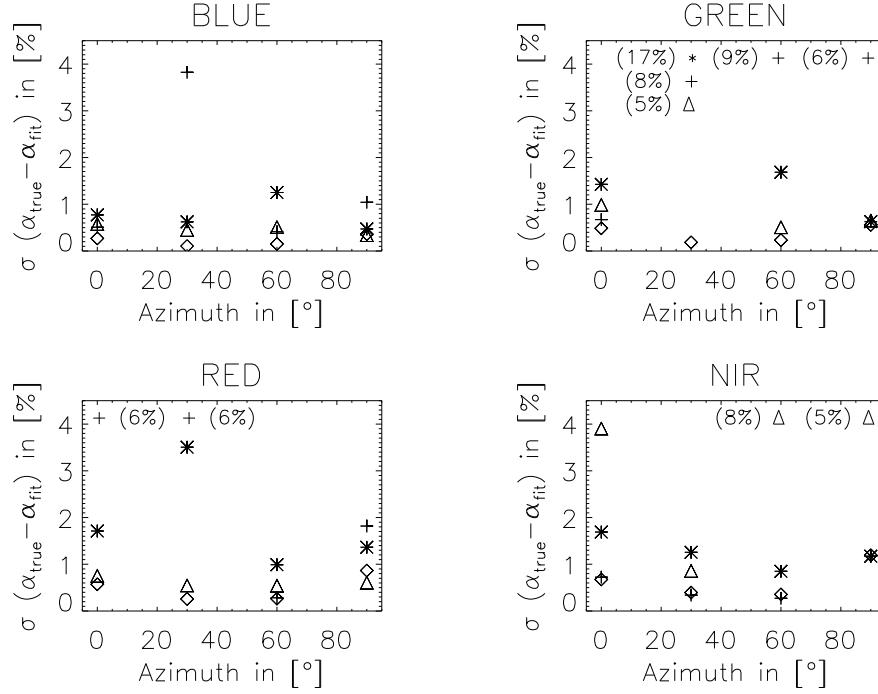 BLUE
σ (α_true−α_fit) in [%]
4
3
2
1
0
0 20 40 60 80
Azimuth in [°]
GREEN
σ (α_true−α_fit) in [%]
4
3
2
1
0
(17%) * (9%) + (6%) +
(8%) +
(5%) △
0 20 40 60 80
Azimuth in [°]
RED
σ (α_true−α_fit) in [%]
4
3
2
1
0
+ (6%) + (6%)
0 20 40 60 80
Azimuth in [°]
NIR
σ (α_true−α_fit) in [%]
4
3
2
1
0
(8%) △ (5%) △
0 20 40 60 80
Azimuth in [°]